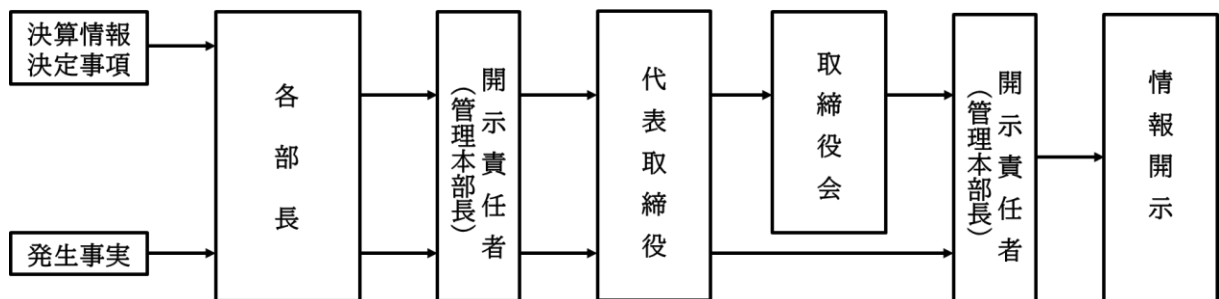 決算情報
決定事項
発生事実
各部長
開示責任者
（管理本部長）
代表取締役
取締役会
開示責任者
（管理本部長）
情報開示